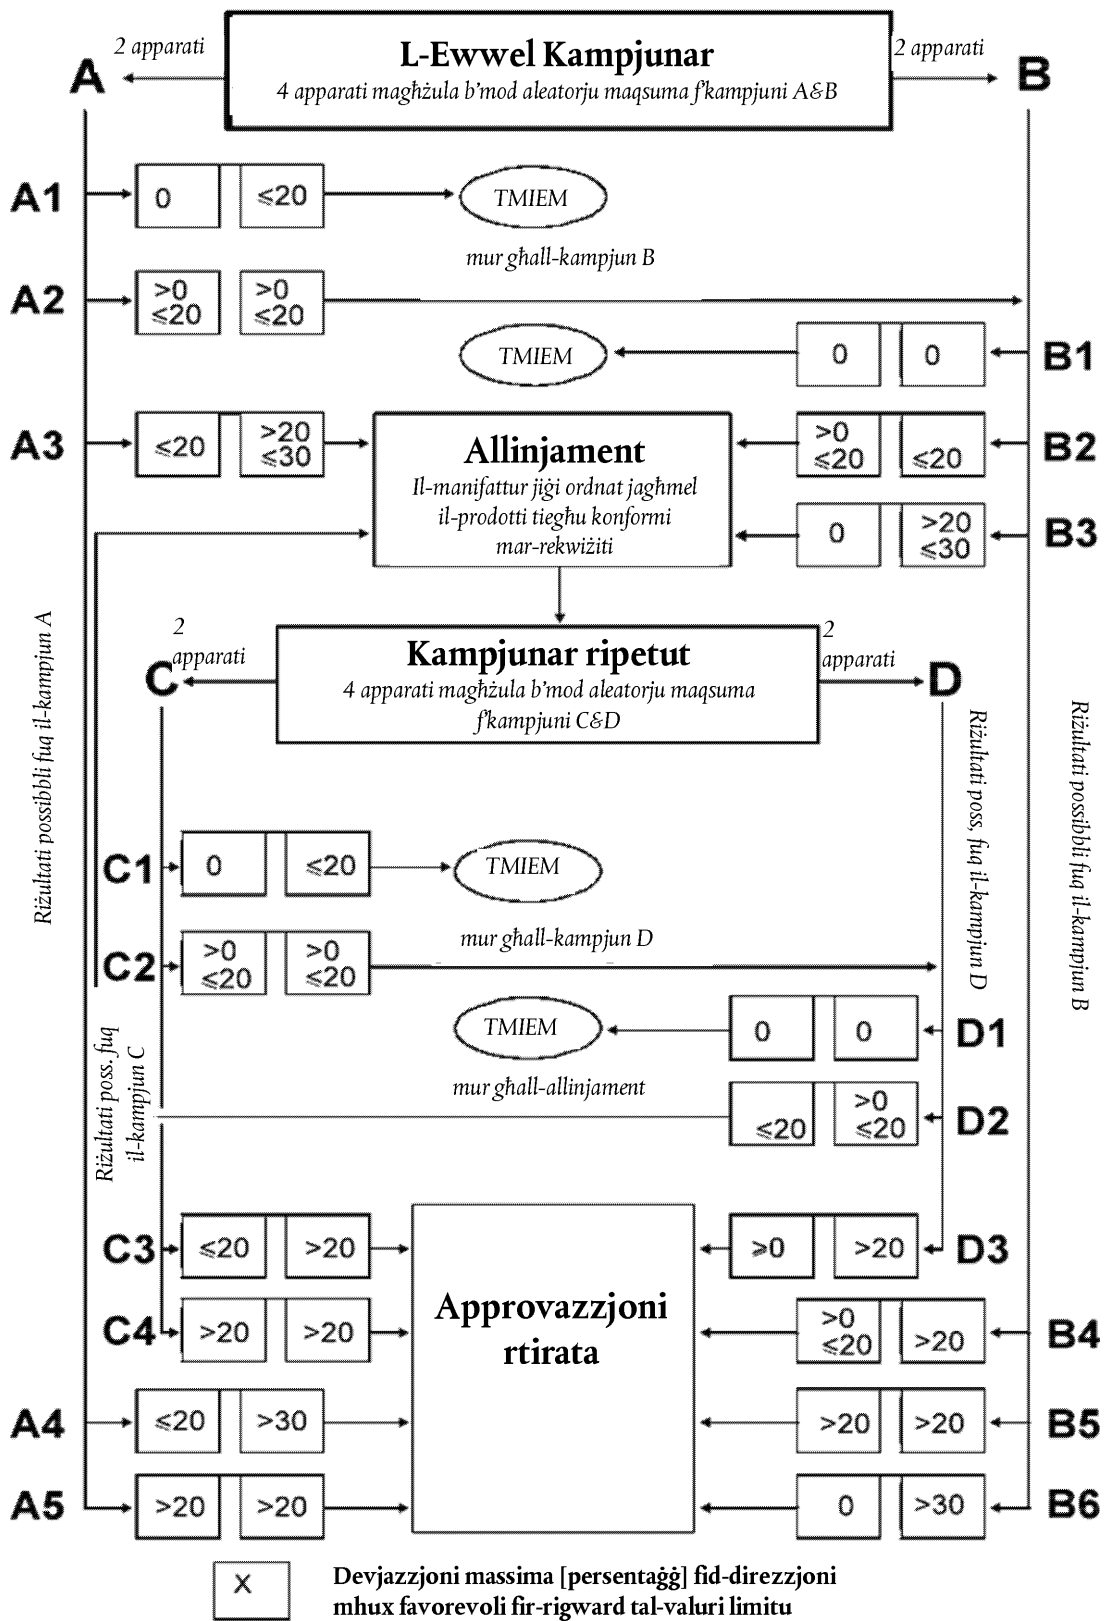 L-Ewwel Kampjunar
4 apparati magħżula b'mod aleatorju maqsuma f'kampjuni A&B
2 apparati
A
2 apparati
B
A1
0
≤20
TMIEM
mur għall-kampjun B
A2
>0
≤20
>0
≤20
TMIEM
0
0
B1
A3
≤20
>20
≤30
Allinjament
Il-manifattur jiġi ordnat jagħmel
il-prodotti tiegħu konformi
mar-rekwiżiti
>0
≤20
≤20
B2
0
>20
≤30
B3
Kampjunar ripetut
4 apparati magħżula b'mod aleatorju maqsuma
f'kampjuni C&D
2
apparati
C
2
apparati
D
Riżultati possibbli fuq il-kampjun A
Riżultati poss, fuq il-kampjun D
Riżultati possibbli fuq il-kampjun B
C1
0
≤20
TMIEM
mur għall-kampjun D
C2
>0
≤20
>0
≤20
TMIEM
0
0
D1
Riżultati poss. fuq
il-kampjun C
mur għall-allinjament
≤20
>0
≤20
D2
C3
≤20
>20
Approvazzjoni
rtirata
≥0
>20
D3
C4
>20
>20
>0
≤20
>20
B4
A4
≤20
>30
>20
>20
B5
A5
>20
>20
0
>30
B6
X
Devjazzjoni massima [persentaġġ] fid-direzzjoni
mhux favorevoli fir-rigward tal-valuri limitu